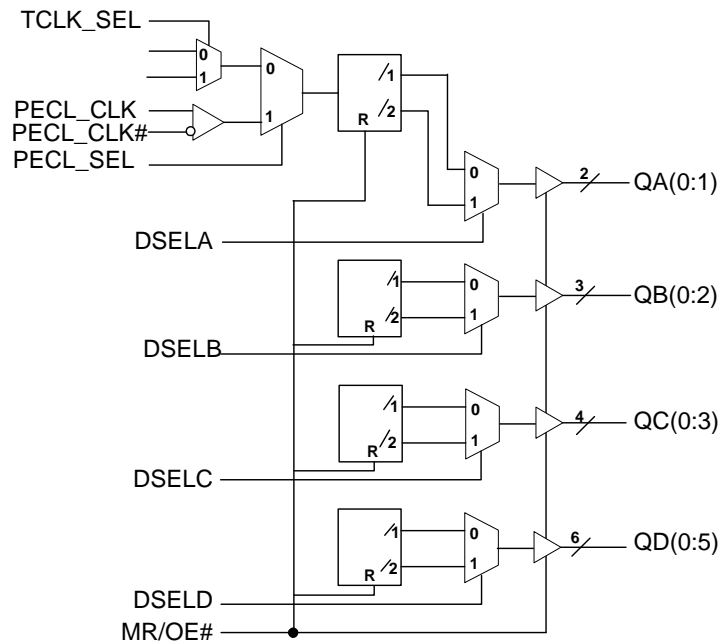 TCLK_SEL
0
1
0
1
PECL_CLK
PECL_CLK#
PECL_SEL
/1
/2
R
0
1
2
QA(0:1)
DSELA
/1
/2
R
0
1
3
QB(0:2)
DSELB
/1
/2
R
0
1
4
QC(0:3)
DSELC
/1
/2
R
0
1
6
QD(0:5)
DSELD
MR/OE#